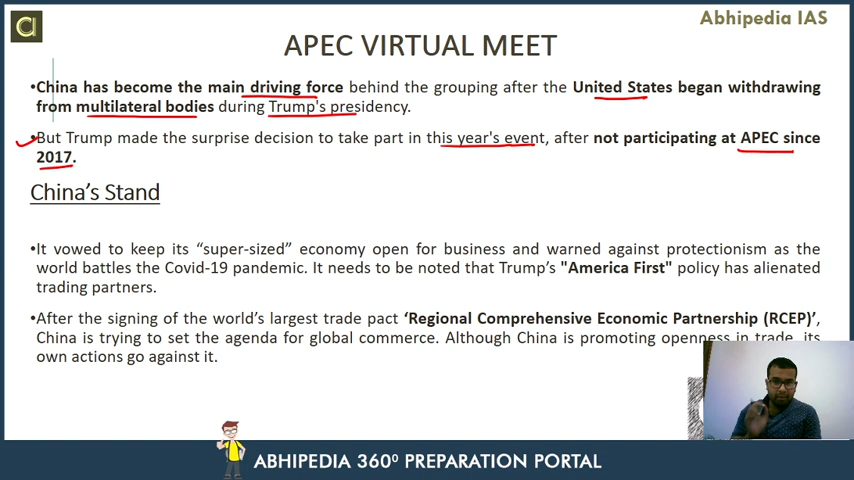 Abhipedia IAS
APEC VIRTUAL MEET
•China has become the main driving force behind the grouping after the United States began withdrawing
from multilateral bodies during Trump's presidency.
•But Trump made the surprise decision to take part in this year's event, after not participating at APEC since
2017.
China's Stand
•It vowed to keep its “super-sized” economy open for business and warned against protectionism as the
world battles the Covid-19 pandemic. It needs to be noted that Trump's "America First" policy has alienated
trading partners.
•After the signing of the world's largest trade pact ‘Regional Comprehensive Economic Partnership (RCEP)’,
China is trying to set the agenda for global commerce. Although China is promoting openness in trade, its
own actions go against it.
ABHIPEDIA 360⁰ PREPARATION PORTAL